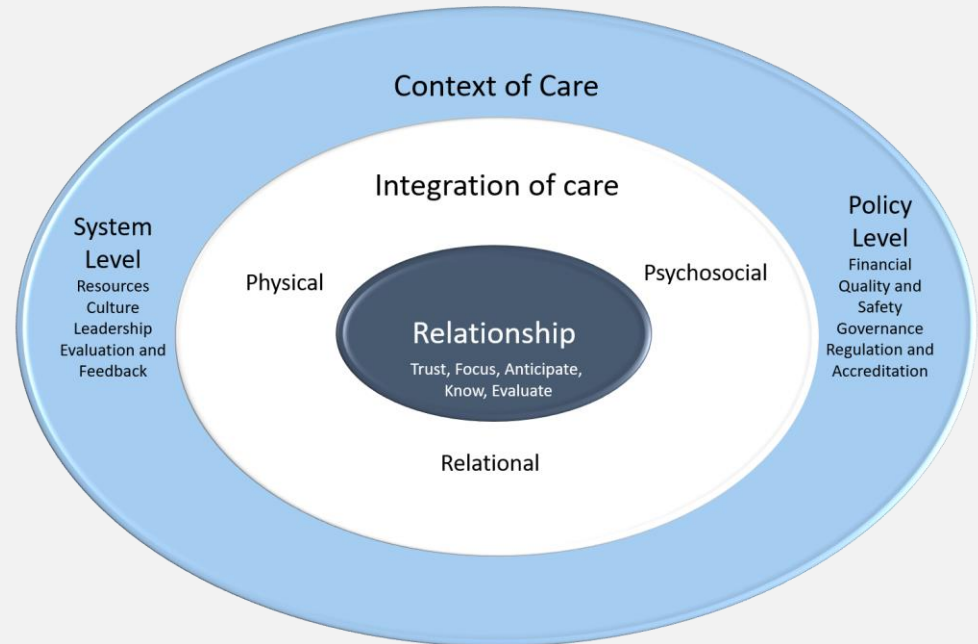 Context of Care
Integration of care
System
Level
Resources
Culture
Leadership
Evaluation and
Feedback
Physical
Relationship
Trust, Focus, Anticipate,
Know, Evaluate
Psychosocial
Relational
Policy
Level
Financial
Quality and
Safety
Governance
Regulation and
Accreditation